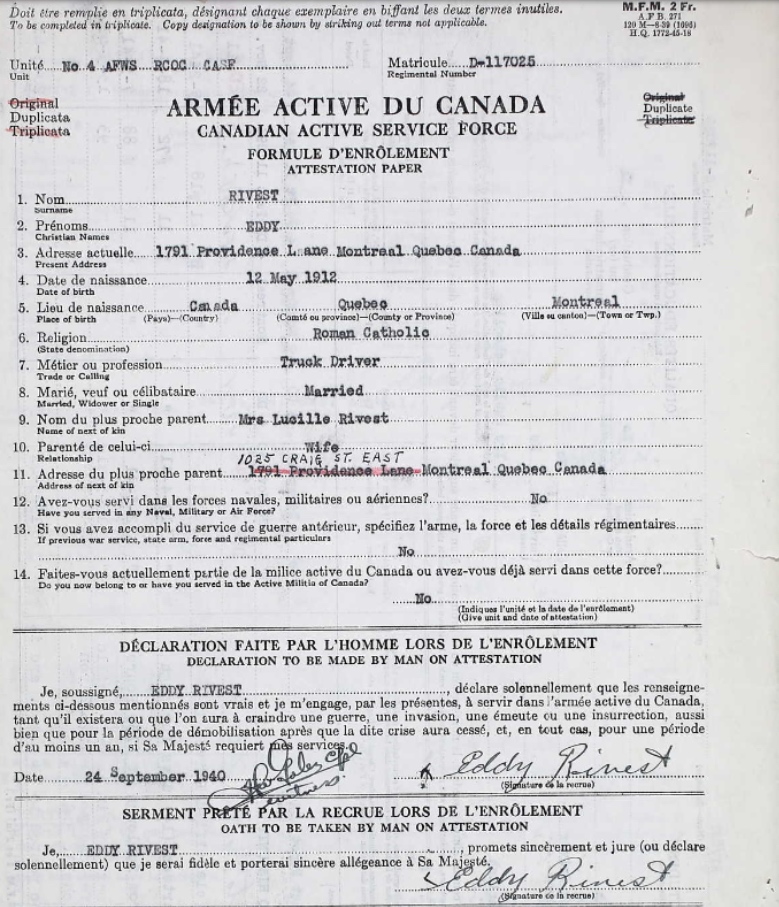 Doit être remplie en triplicata, désignant chaque exemplaire en biffant les deux termes inutiles.
To be completed in triplicate. Copy designation to be shown by striking out terms not applicable.
M.F.M. 2 Fr.
A.F.B. 271
120 M—8-39 (1696)
H.Q. 1772-45-18
Unité No 4 AFWS RCOC CASF
Unit
Matricule D-117025
Regimental Number
Original
Duplicata
Triplicata
ARMÉE ACTIVE DU CANADA
CANADIAN ACTIVE SERVICE FORCE
Original
Duplicate
Triplicate
FORMULE D'ENRÔLEMENT
ATTESTATION PAPER
1. Nom RIVEST
Surname
2. Prénoms EDDY
Christian Names
3. Adresse actuelle 1791 Providence Lane Montreal Quebec Canada
Present Address
4. Date de naissance 12 May 1912
Date of birth
5. Lieu de naissance Canada Quebec Montreal
Place of birth (Pays)—(Country) (Comté ou province)—(County or Province) (Ville ou canton)—(Town or Twp.)
6. Religion Roman Catholic
(State denomination)
7. Métier ou profession Truck Driver
Trade or Calling
8. Marié, veuf ou célibataire Married
Married, Widower or Single
9. Nom du plus proche parent Mrs Lucille Rivest
Name of next of kin
10. Parenté de celui-ci Wife
Relationship
1025 CRAIG ST. EAST
11. Adresse du plus proche parent 1791 Providence Lane Montreal Quebec Canada
Address of next of kin
12. Avez-vous servi dans les forces navales, militaires ou aériennes? No
Have you served in any Naval, Military or Air Force?
13. Si vous avez accompli du service de guerre antérieur, spécifiez l'arme, la force et les détails régimentaires
If previous war service, state arm, force and regimental particulars
No
14. Faites-vous actuellement partie de la milice active du Canada ou avez-vous déjà servi dans cette force?
Do you now belong to or have you served in the Active Militia of Canada?
No
(Indiquez l'unité et la date de l'enrôlement)
(Give unit and date of attestation)
DÉCLARATION FAITE PAR L'HOMME LORS DE L'ENRÔLEMENT
DECLARATION TO BE MADE BY MAN ON ATTESTATION
Je, soussigné, EDDY RIVEST, déclare solennellement que les renseigne-
ments ci-dessous mentionnés sont vrais et je m'engage, par les présentes, à servir dans l'armée active du Canada,
tant qu'il existera ou que l'on aura à craindre une guerre, une invasion, une émeute ou une insurrection, aussi
bien que pour la période de démobilisation après que la dite crise aura cessé, et, en tout cas, pour une période
d'au moins un an, si Sa Majesté requiert mes services.
Date 24 September 1940 Eddy Rivest
witness
(Signature de la recrue)
SERMENT PRÊTÉ PAR LA RECRUE LORS DE L'ENRÔLEMENT
OATH TO BE TAKEN BY MAN ON ATTESTATION
Je, EDDY RIVEST, promets sincèrement et jure (ou déclare
solennellement) que je serai fidèle et porterai sincère allégeance à Sa Majesté.
Eddy Rivest
(Signature de la recrue)